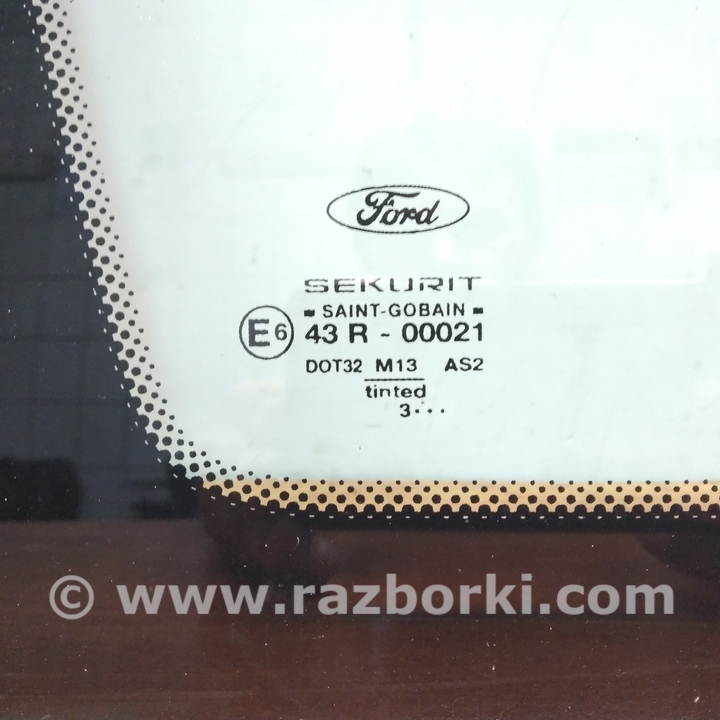 Ford
SEKURIT
SAINT-GOBAIN
E6 43 R - 00021
DOT32 M13 AS2
tinted
3...
© www.razborki.com